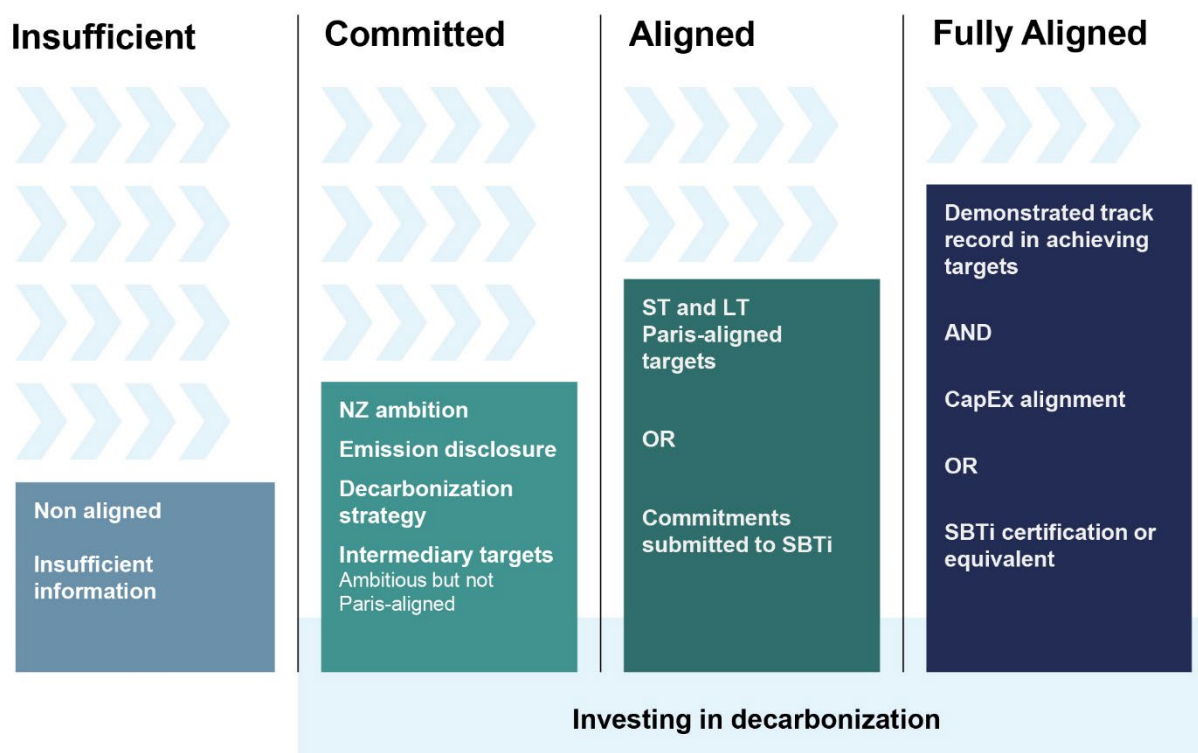 Insufficient
Non aligned
Insufficient
information
Committed
NZ ambition
Emission disclosure
Decarbonization
strategy
Intermediary targets
Ambitious but not
Paris-aligned
Aligned
ST and LT
Paris-aligned
targets
OR
Commitments
submitted to SBTi
Fully Aligned
Demonstrated track
record in achieving
targets
AND
CapEx alignment
OR
SBTi certification or
equivalent
Investing in decarbonization